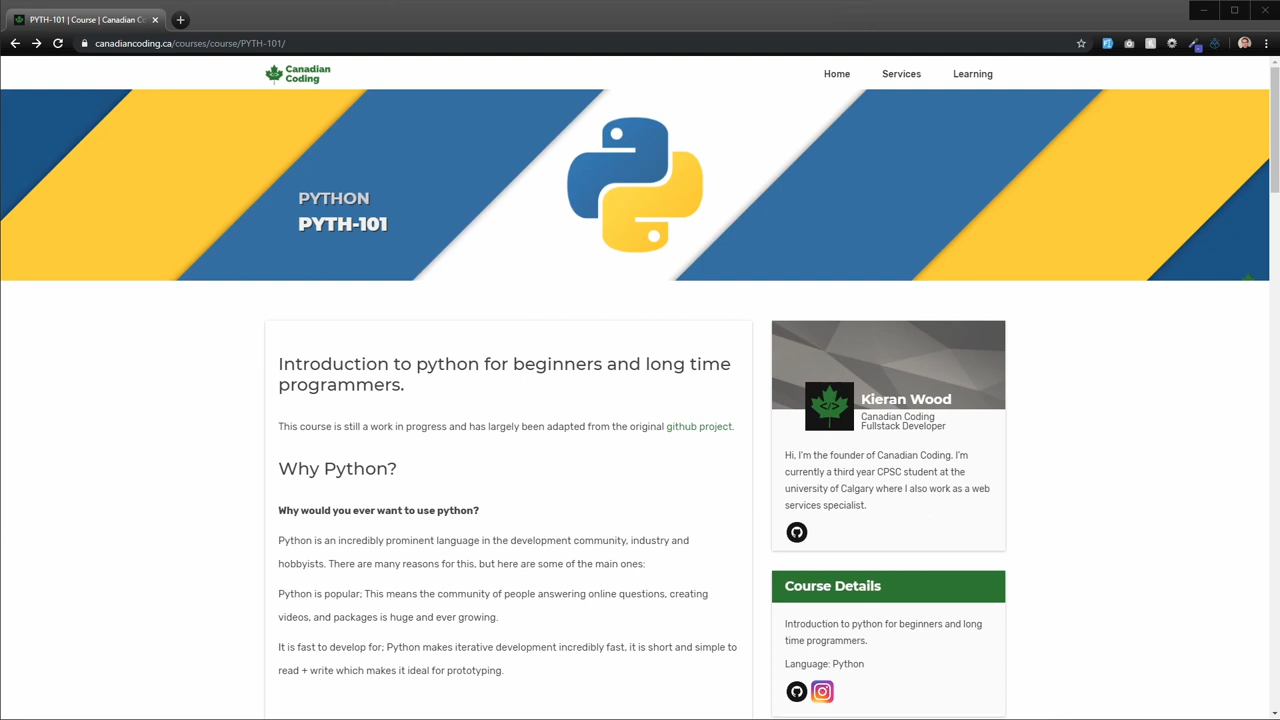 PYTH-101 | Course | Canadian Co
canadiancoding.ca/courses/course/PYTH-101/
Canadian
Coding
Home
Services
Learning
PYTHON
PYTH-101
Introduction to python for beginners and long time
programmers.
This course is still a work in progress and has largely been adapted from the original github project.
Why Python?
Why would you ever want to use python?
Python is an incredibly prominent language in the development community, industry and
hobbyists. There are many reasons for this, but here are some of the main ones:
Python is popular; This means the community of people answering online questions, creating
videos, and packages is huge and ever growing.
It is fast to develop for; Python makes iterative development incredibly fast, it is short and simple to
read + write which makes it ideal for prototyping.
Kieran Wood
Canadian Coding
Fullstack Developer
Hi, I'm the founder of Canadian Coding. I'm
currently a third year CPSC student at the
university of Calgary where I also work as a web
services specialist.
Course Details
Introduction to python for beginners and long
time programmers.
Language: Python